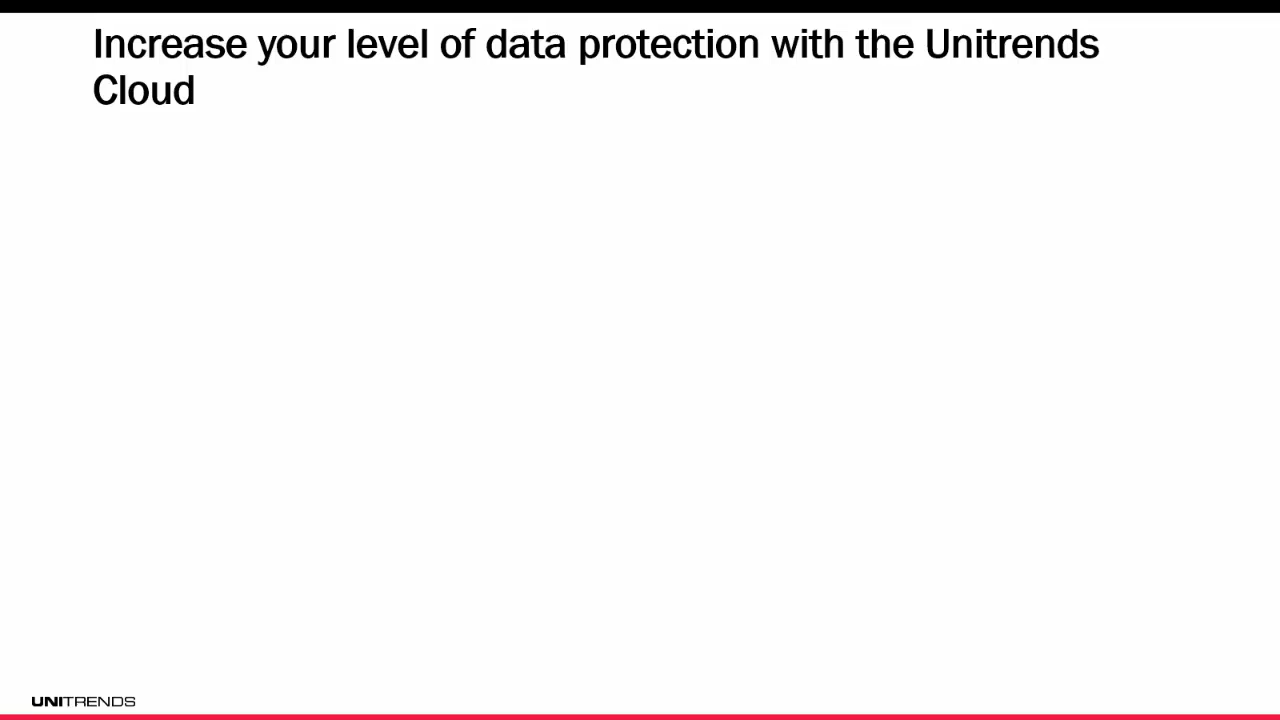 Increase your level of data protection with the Unitrends
Cloud
UNITRENDS